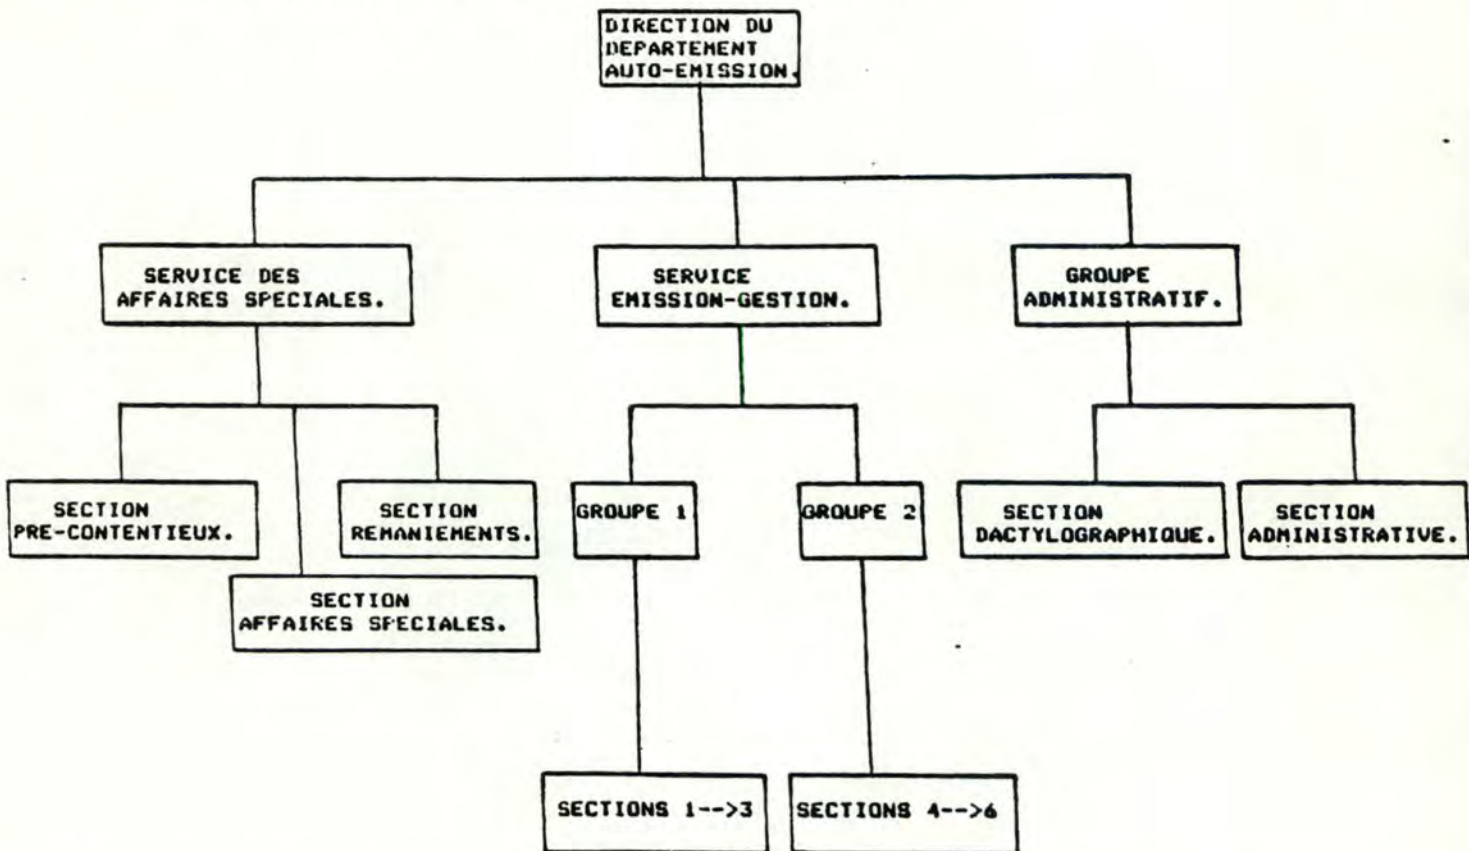 DIRECTION DU
DEPARTEMENT
AUTO-EMISSION.
SERVICE DES
AFFAIRES SPECIALES.
SERVICE
EMISSION-GESTION.
GROUPE
ADMINISTRATIF.
SECTION
PRE-CONTENTIEUX.
SECTION
REMANIEMENTS.
GROUPE 1
GROUPE 2
SECTION
DACTYLOGRAPHIQUE.
SECTION
ADMINISTRATIVE.
SECTION
AFFAIRES SPECIALES.
SECTIONS 1-->3
SECTIONS 4-->6